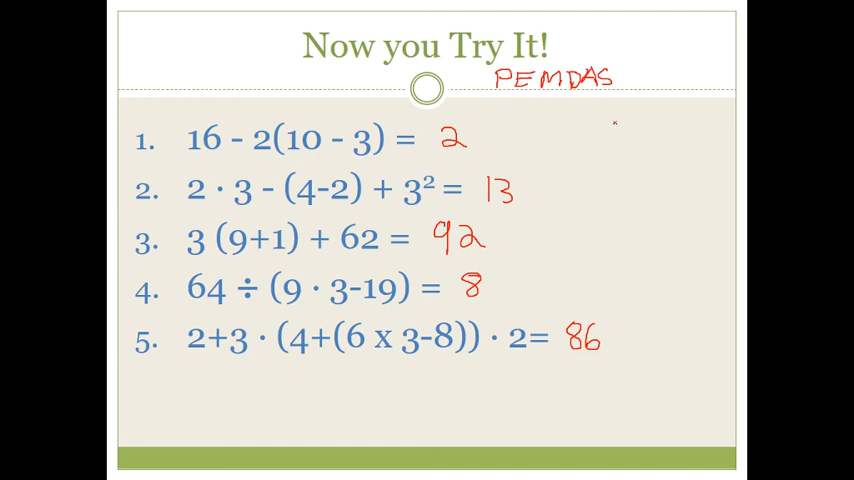 Now you Try It!
PEMDAS
1. 16 - 2(10 - 3) = 2
2. 2 · 3 - (4-2) + 3² = 13
3. 3 (9+1) + 62 = 92
4. 64 ÷ (9 · 3-19) = 8
5. 2+3 · (4+(6 x 3-8)) · 2= 86